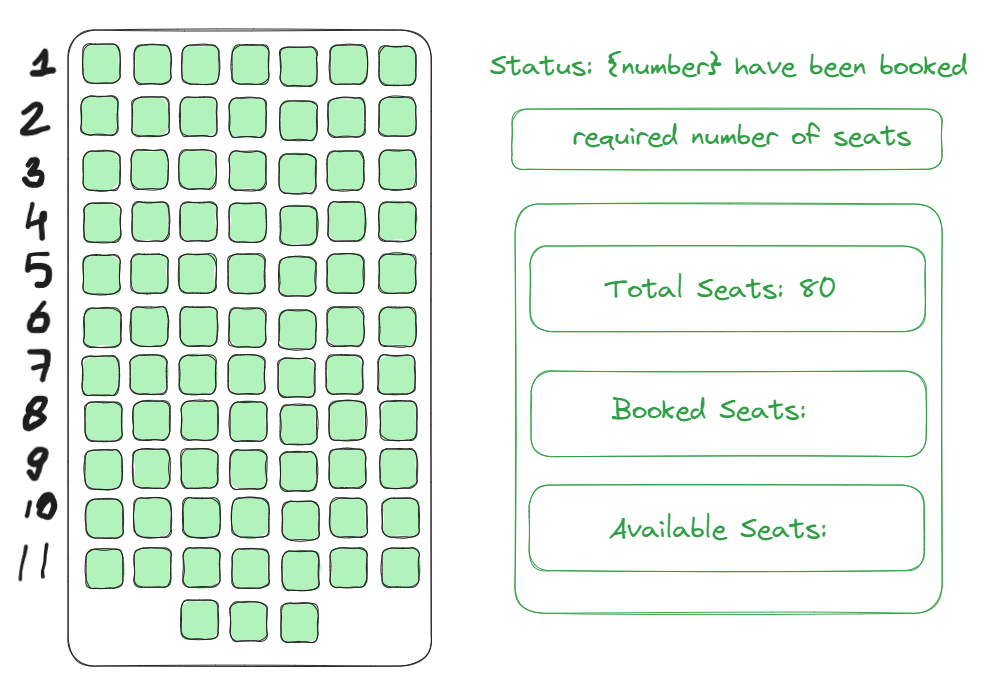 1
2
3
4
5
6
7
8
9
10
11
Status: {number} have been booked
required number of seats
Total Seats: 80
Booked Seats:
Available Seats: